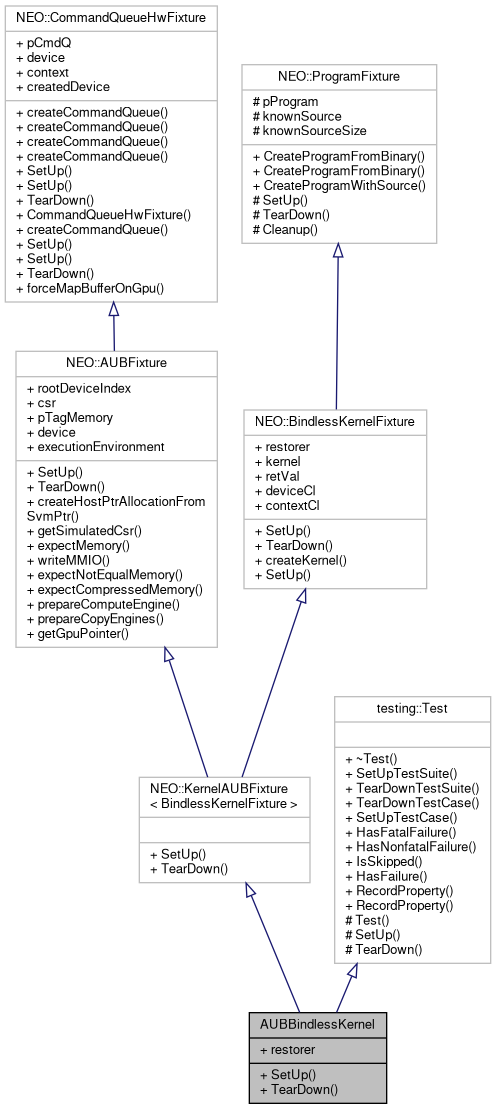 NEO::CommandQueueHwFixture
+ pCmdQ
+ device
+ context
+ createdDevice
+ createCommandQueue()
+ createCommandQueue()
+ createCommandQueue()
+ createCommandQueue()
+ SetUp()
+ SetUp()
+ TearDown()
+ CommandQueueHwFixture()
+ createCommandQueue()
+ SetUp()
+ SetUp()
+ TearDown()
+ forceMapBufferOnGpu()
NEO::ProgramFixture
# pProgram
# knownSource
# knownSourceSize
+ CreateProgramFromBinary()
+ CreateProgramFromBinary()
+ CreateProgramWithSource()
# SetUp()
# TearDown()
# Cleanup()
NEO::AUBFixture
+ rootDeviceIndex
+ csr
+ pTagMemory
+ device
+ executionEnvironment
+ SetUp()
+ TearDown()
+ createHostPtrAllocationFrom
SvmPtr()
+ getSimulatedCsr()
+ expectMemory()
+ writeMMIO()
+ expectNotEqualMemory()
+ expectCompressedMemory()
+ prepareComputeEngine()
+ prepareCopyEngines()
+ getGpuPointer()
NEO::BindlessKernelFixture
+ restorer
+ kernel
+ retVal
+ deviceCl
+ contextCl
+ SetUp()
+ TearDown()
+ createKernel()
+ SetUp()
NEO::KernelAUBFixture
< BindlessKernelFixture >
+ SetUp()
+ TearDown()
testing::Test
+ ~Test()
+ SetUpTestSuite()
+ TearDownTestSuite()
+ TearDownTestCase()
+ SetUpTestCase()
+ HasFatalFailure()
+ HasNonfatalFailure()
+ IsSkipped()
+ HasFailure()
+ RecordProperty()
+ RecordProperty()
# Test()
# SetUp()
# TearDown()
AUBBindlessKernel
+ restorer
+ SetUp()
+ TearDown()